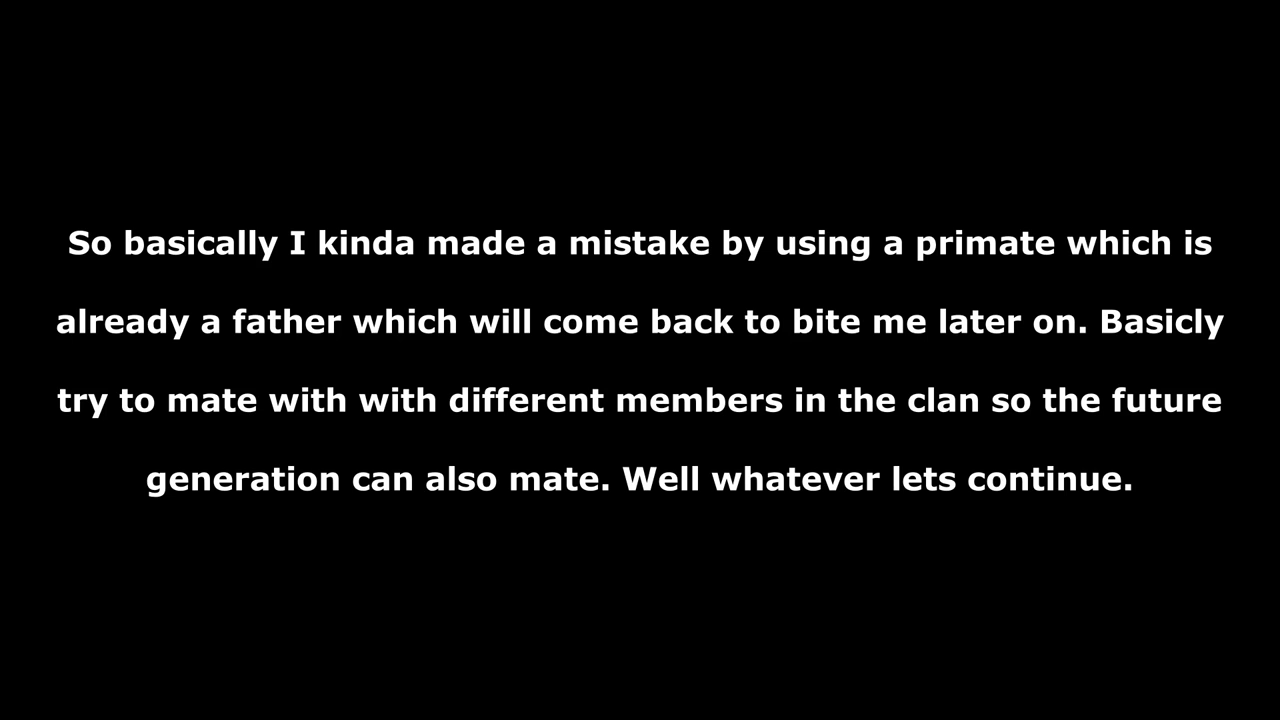 So basically I kinda made a mistake by using a primate which is
already a father which will come back to bite me later on. Basicly
try to mate with with different members in the clan so the future
generation can also mate. Well whatever lets continue.